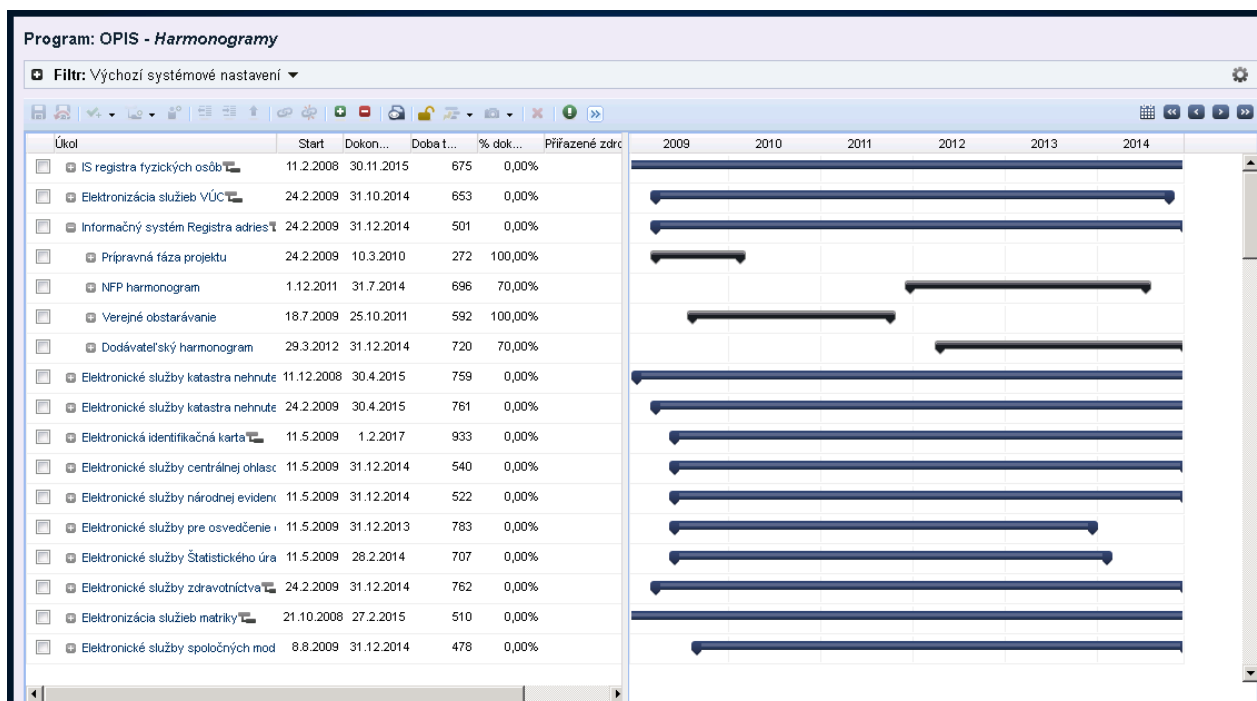 Program: OPIS - Harmonogramy
Filtr: Výchozí systémové nastavení
Úkol Start Dokon... Doba t... % dok... Přiřazené zdro 2009 2010 2011 2012 2013 2014
IS registra fyzických osôb 11.2.2008 30.11.2015 675 0,00%
Elektronizácia služieb VÚC 24.2.2009 31.10.2014 653 0,00%
Informačný systém Registra adries 24.2.2009 31.12.2014 501 0,00%
Prípravná fáza projektu 24.2.2009 10.3.2010 272 100,00%
NFP harmonogram 1.12.2011 31.7.2014 696 70,00%
Verejné obstarávanie 18.7.2009 25.10.2011 592 100,00%
Dodávateľský harmonogram 29.3.2012 31.12.2014 720 70,00%
Elektronické služby katastra nehnute 11.12.2008 30.4.2015 759 0,00%
Elektronické služby katastra nehnute 24.2.2009 30.4.2015 761 0,00%
Elektronická identifikačná karta 11.5.2009 1.2.2017 933 0,00%
Elektronické služby centrálnej ohlasc 11.5.2009 31.12.2014 540 0,00%
Elektronické služby národnej evidenc 11.5.2009 31.12.2014 522 0,00%
Elektronické služby pre osvedčenie 11.5.2009 31.12.2013 783 0,00%
Elektronické služby Štatistického úra 11.5.2009 28.2.2014 707 0,00%
Elektronické služby zdravotníctva 24.2.2009 31.12.2014 762 0,00%
Elektronizácia služieb matriky 21.10.2008 27.2.2015 510 0,00%
Elektronické služby spoločných mod 8.8.2009 31.12.2014 478 0,00%